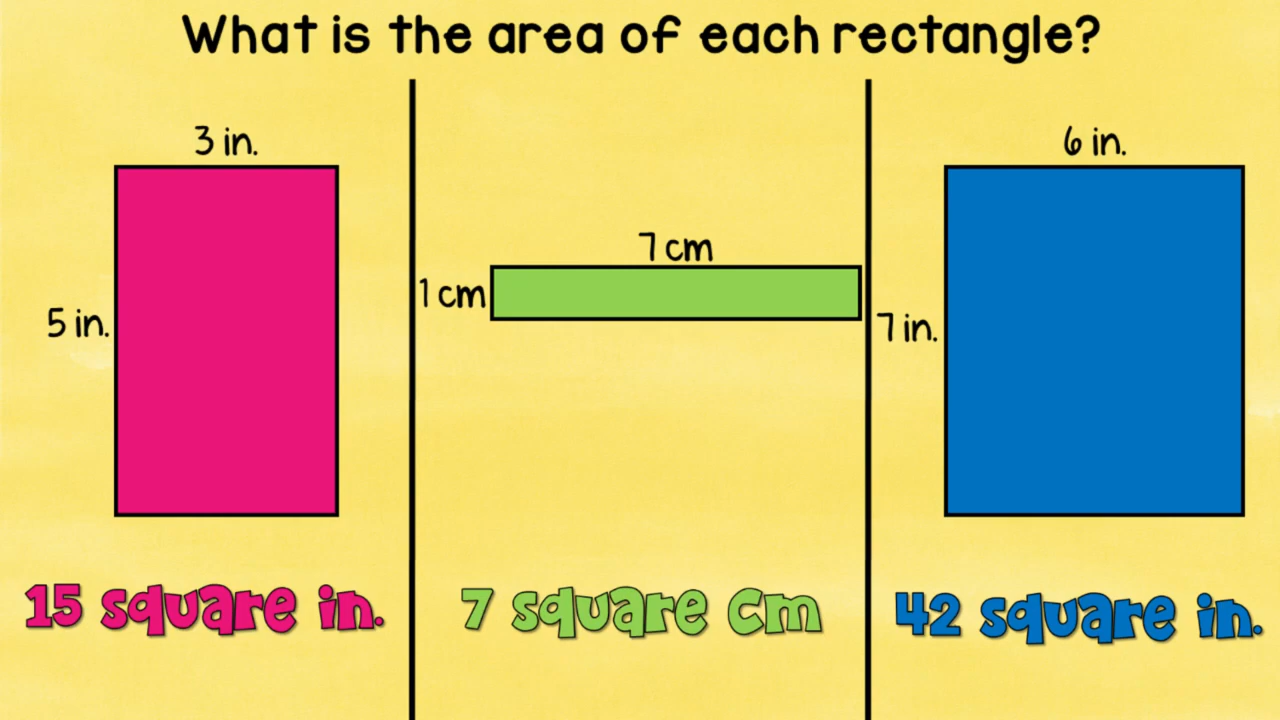 What is the area of each rectangle?
3 in.
5 in.
15 square in.
7 cm
1 cm
7 square cm
6 in.
7 in.
42 square in.